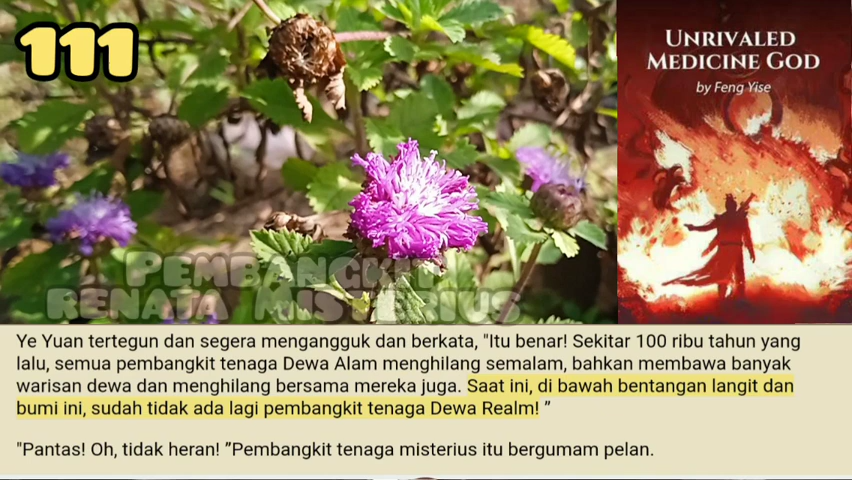 111
UNRIVALED
MEDICINE GOD
by Feng Yise
PEMBANGKIT
RENATA MISTERIUS
Ye Yuan tertegun dan segera mengangguk dan berkata, "Itu benar! Sekitar 100 ribu tahun yang
lalu, semua pembangkit tenaga Dewa Alam menghilang semalam, bahkan membawa banyak
warisan dewa dan menghilang bersama mereka juga. Saat ini, di bawah bentangan langit dan
bumi ini, sudah tidak ada lagi pembangkit tenaga Dewa Realm! ”
"Pantas! Oh, tidak heran! ”Pembangkit tenaga misterius itu bergumam pelan.